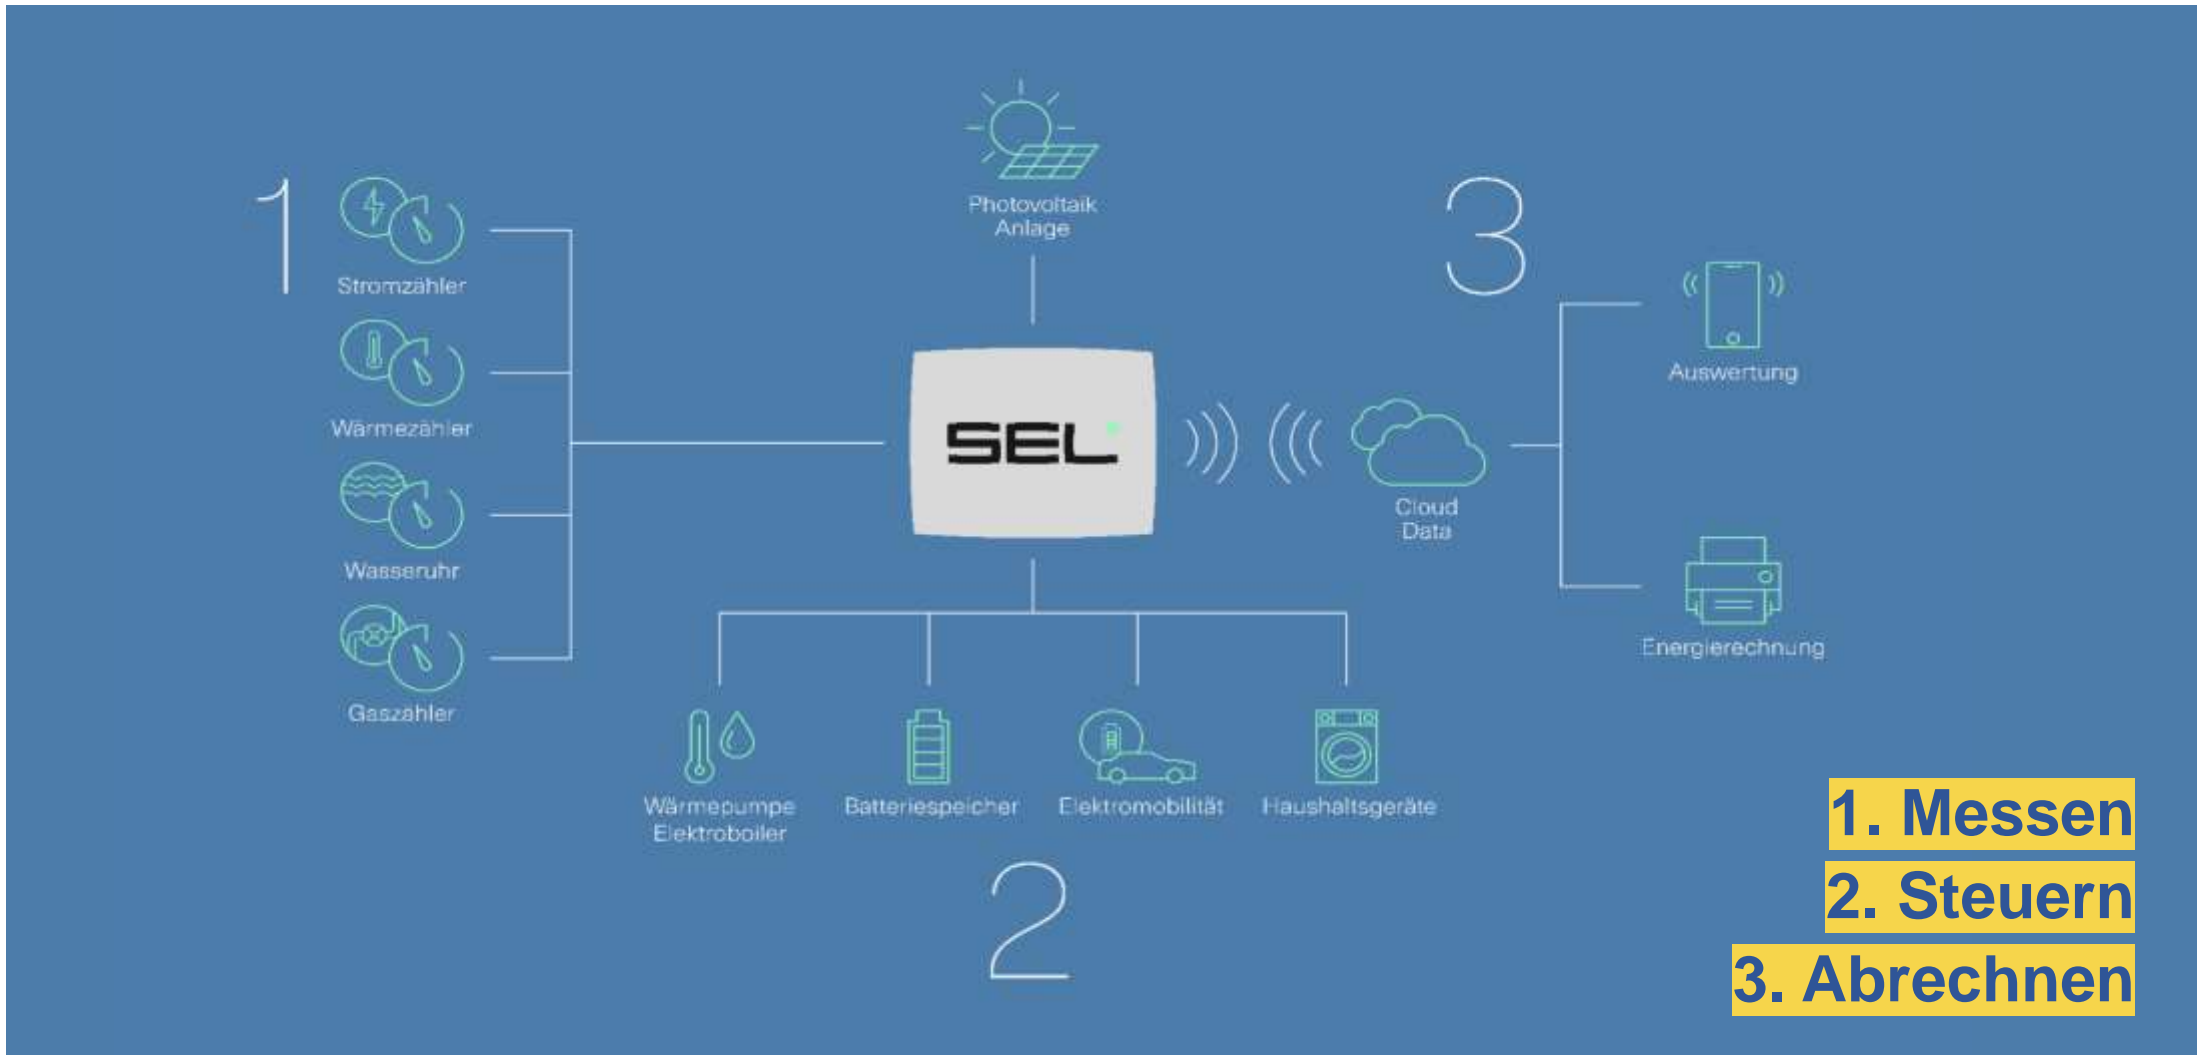 1
Stromzähler
Wärmezähler
Wasseruhr
Gaszähler
Photovoltaik
Anlage
SEL
Wärmepumpe
Elektroboiler
Batteriespeicher
Elektromobilität
Haushaltsgeräte
2
3
Cloud
Data
Auswertung
Energierechnung
1. Messen
2. Steuern
3. Abrechnen